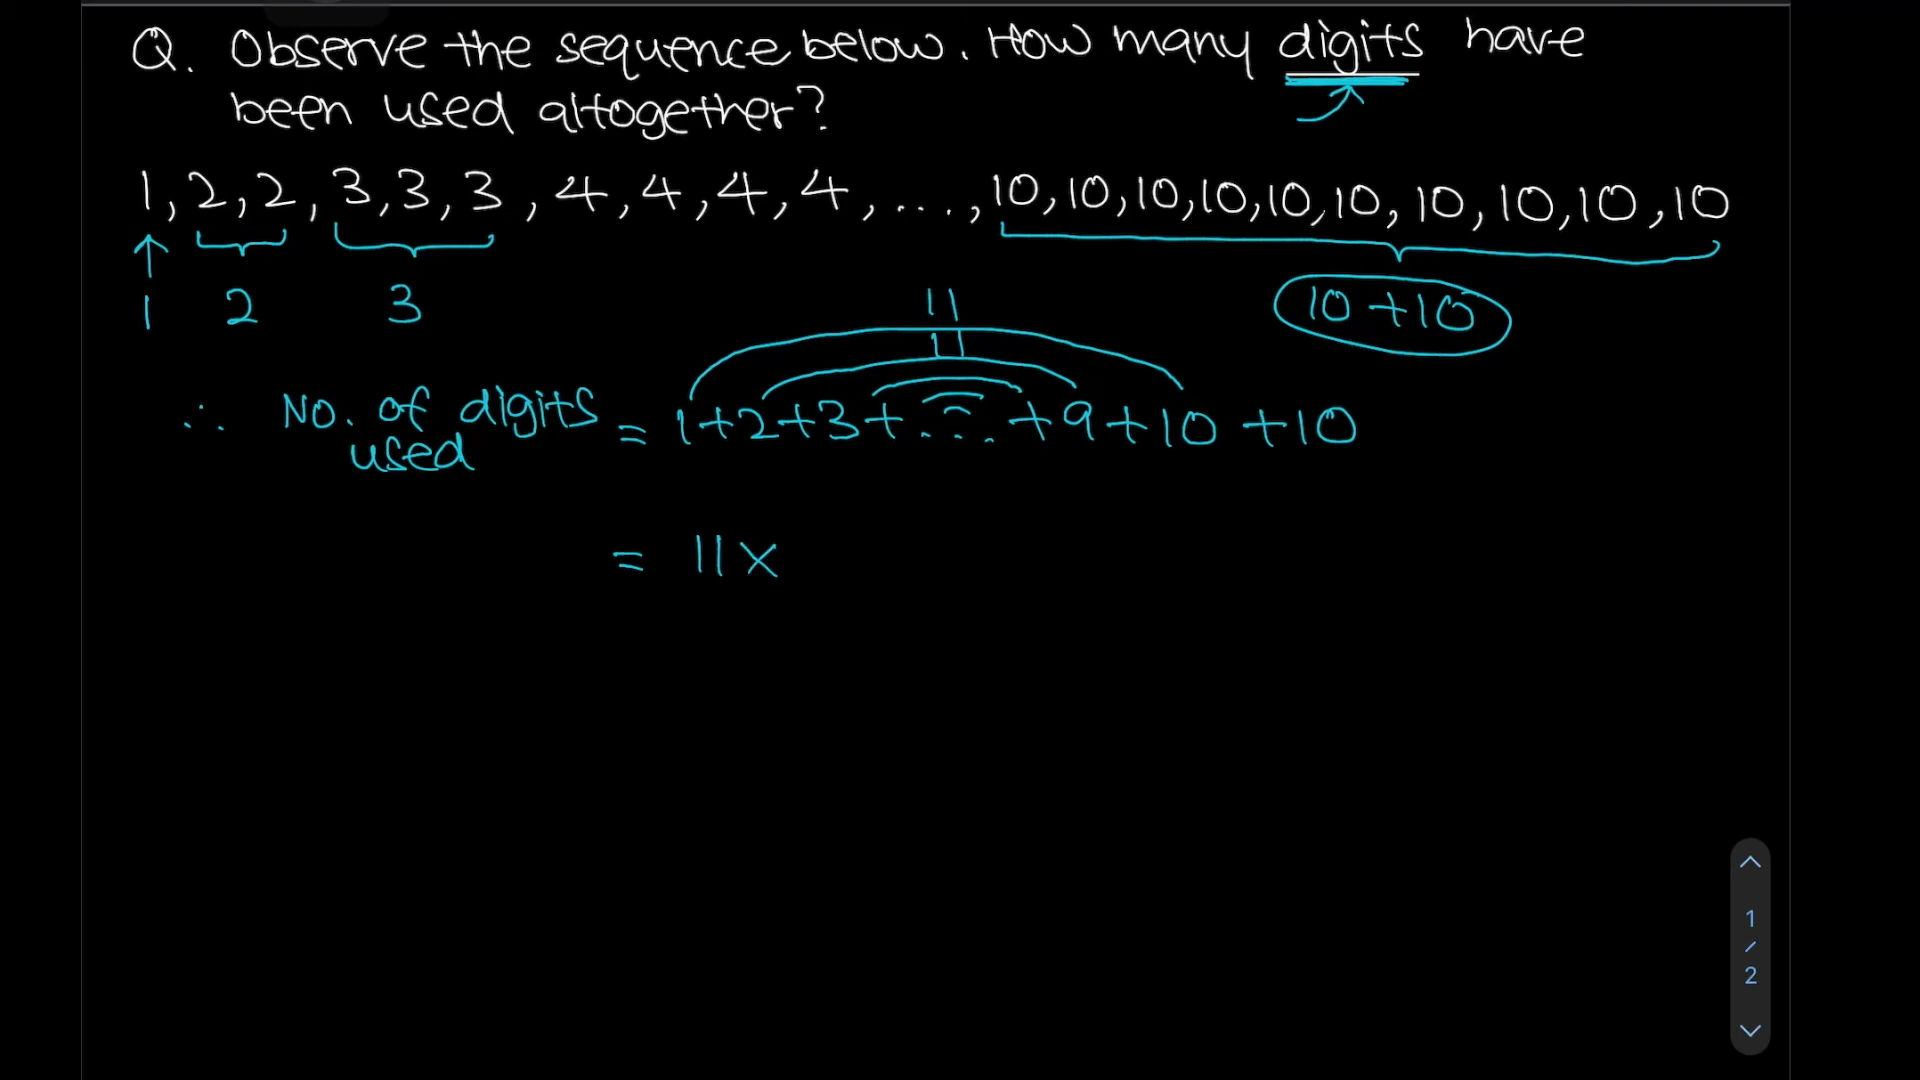 Q. Observe the sequence below. How many digits have
been used altogether?
1, 2, 2, 3, 3, 3, 4, 4, 4, 4, ..., 10, 10, 10, 10, 10, 10, 10, 10, 10, 10
1 2 3 10 + 10
11
11
∴ No. of digits used = 1 + 2 + 3 + ... + 9 + 10 + 10
= 11 ×
1 / 2